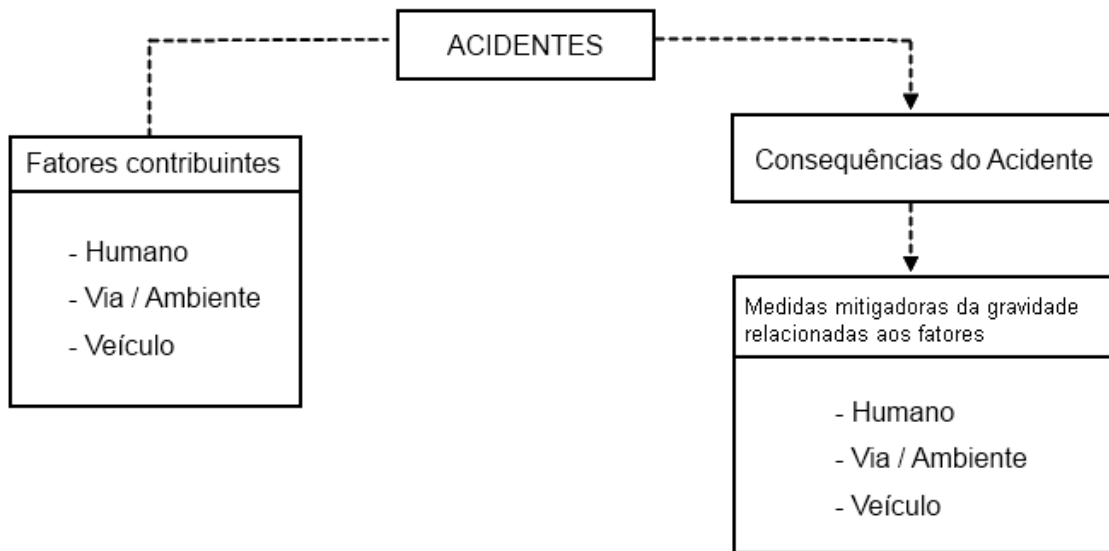 ACIDENTES
Fatores contribuintes
- Humano
- Via / Ambiente
- Veículo
Consequências do Acidente
Medidas mitigadoras da gravidade
relacionadas aos fatores
- Humano
- Via / Ambiente
- Veículo